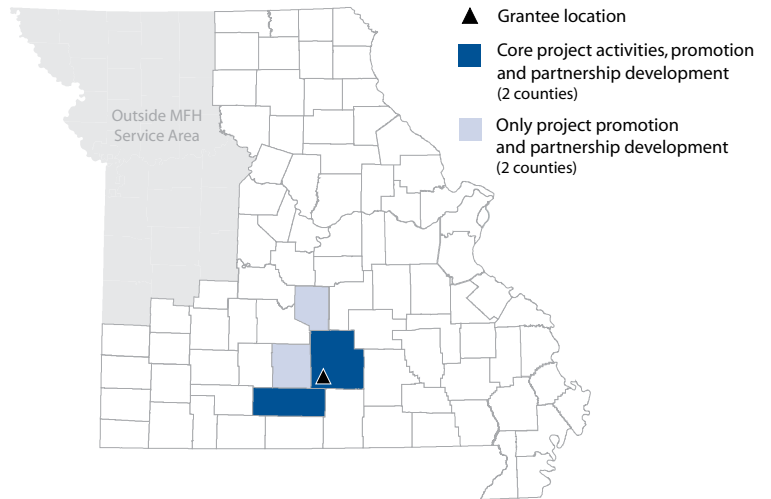 Grantee location
Core project activities, promotion
and partnership development
(2 counties)
Only project promotion
and partnership development
(2 counties)
Outside MFH
Service Area